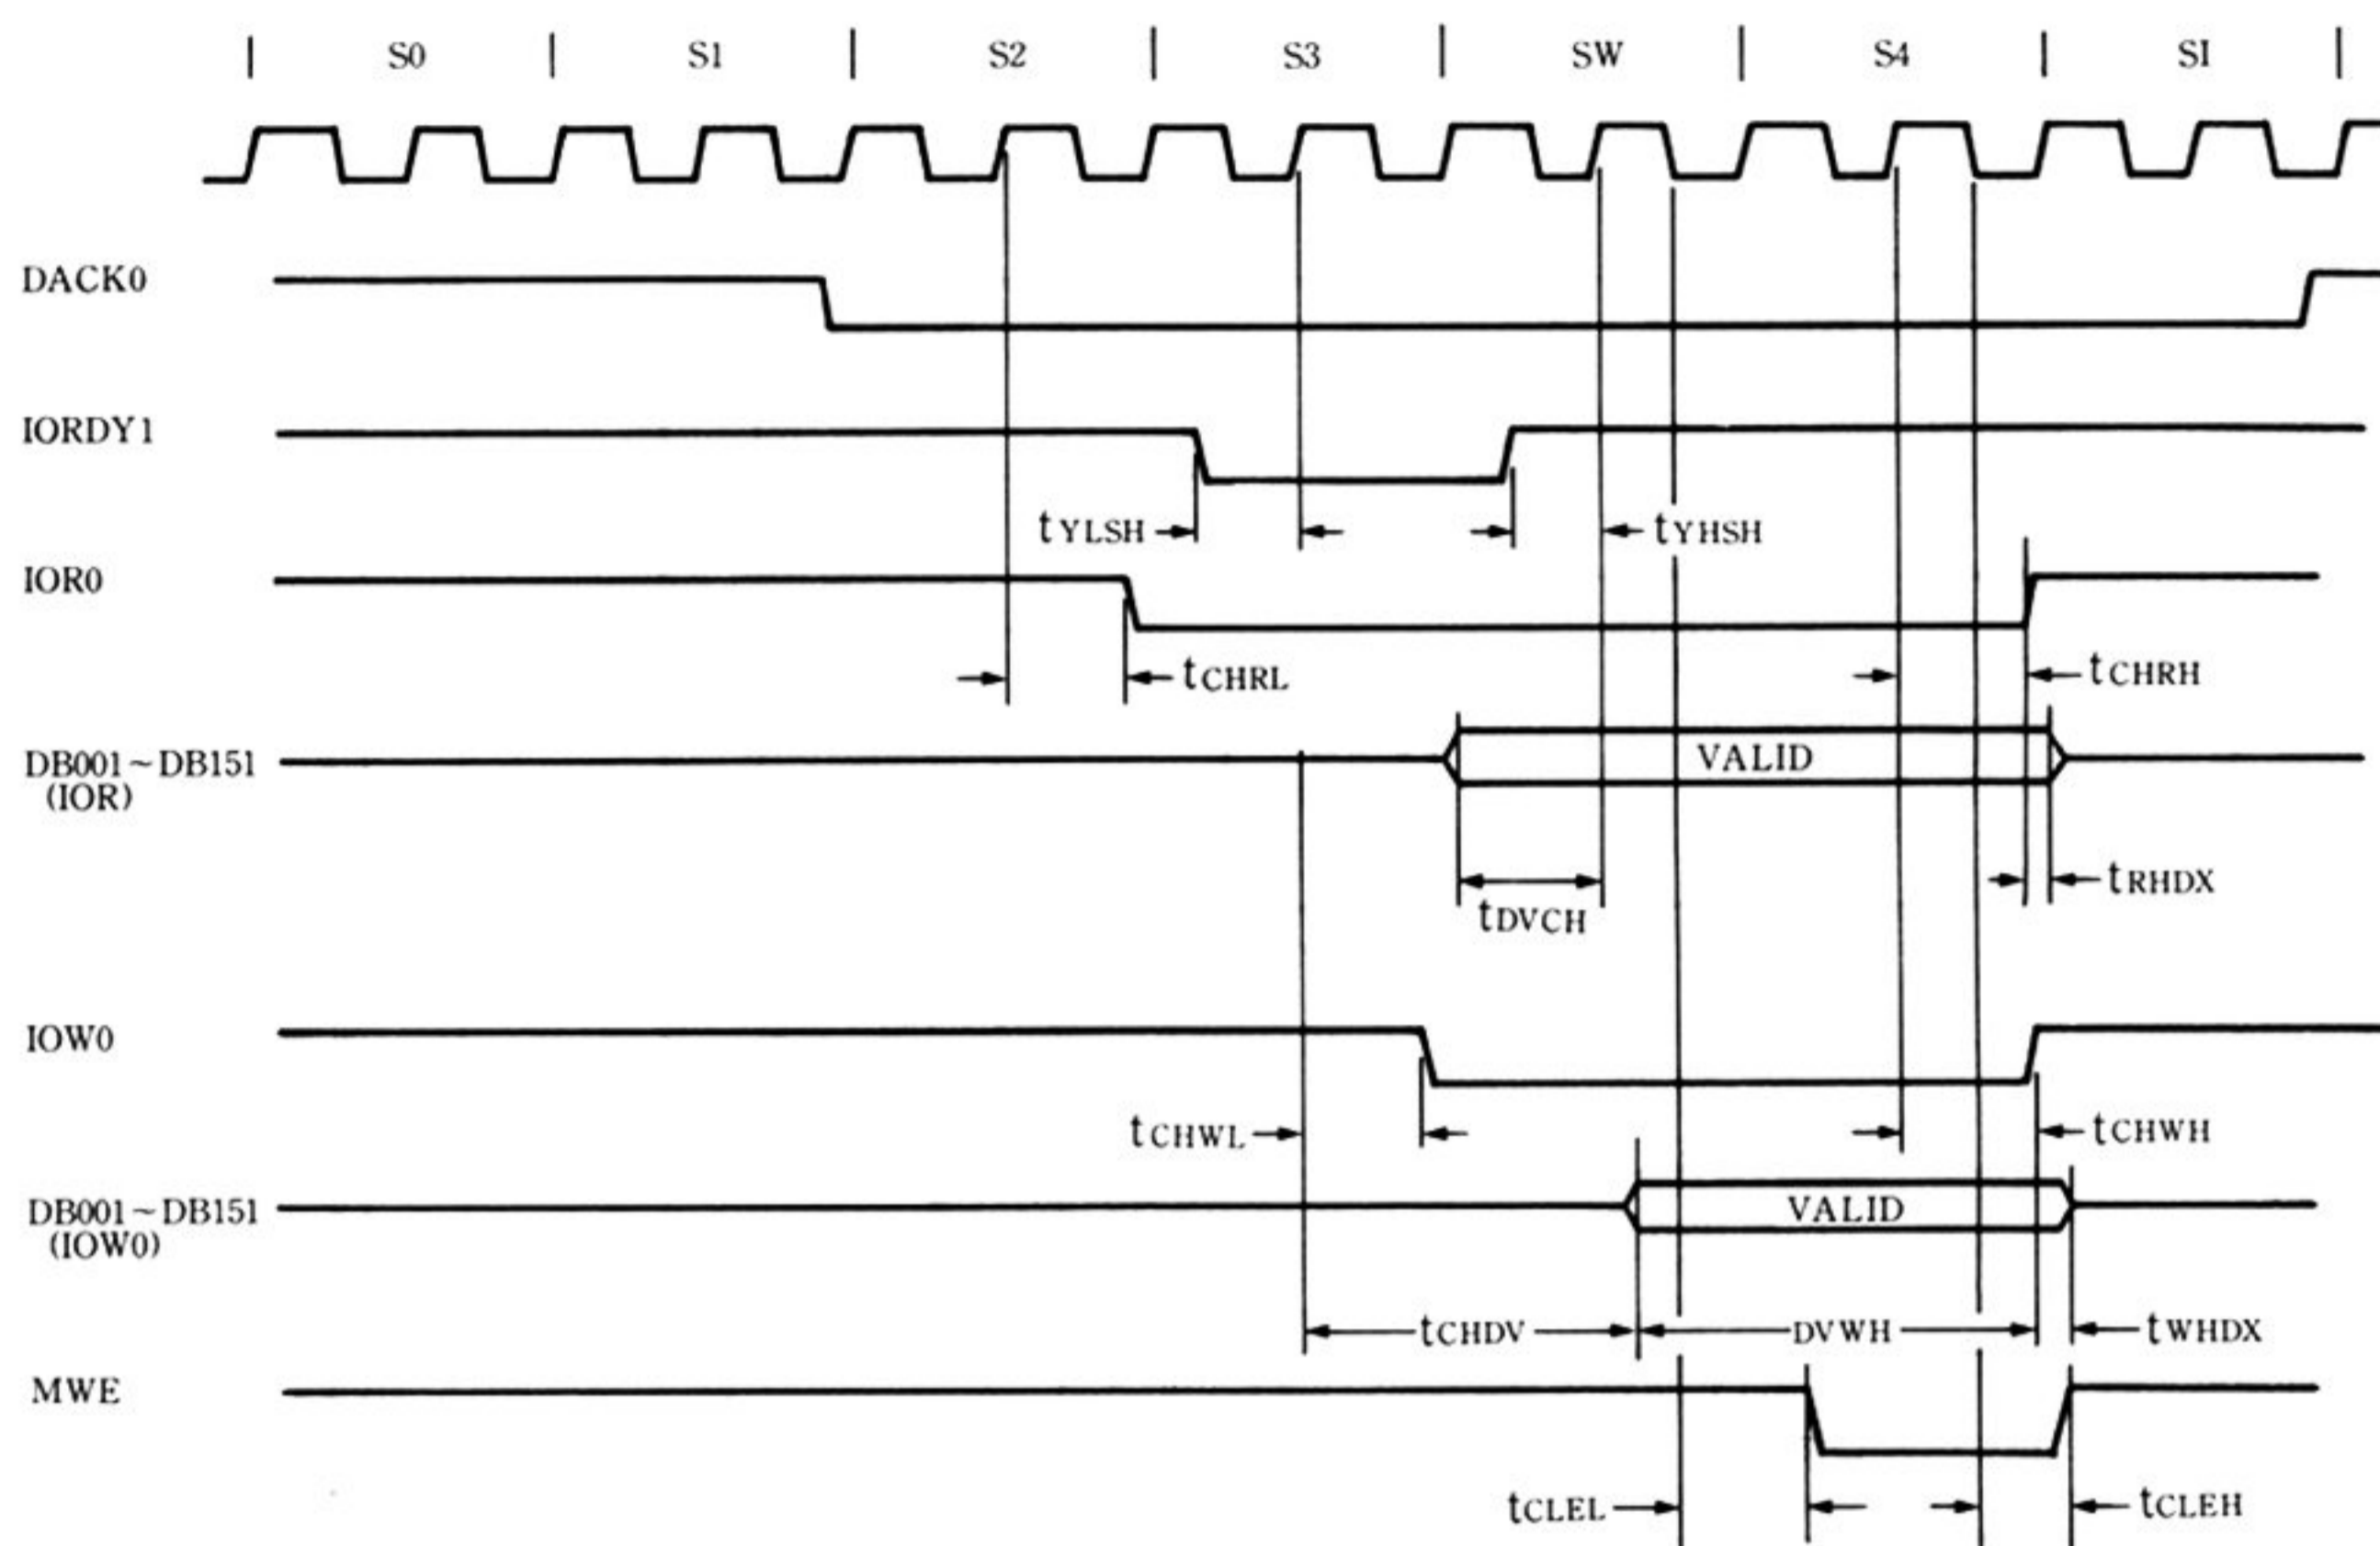 | S0 | S1 | S2 | S3 | SW | S4 | SI |
DACK0
IORDY1
tYLSH tYHSH
IOR0
tCHRL tCHRH
DB001~DB151 VALID
(IOR)
tRHDX
tDVCH
IOW0
tCHWL tCHWH
DB001~DB151 VALID
(IOW0)
tCHDV DVWH tWHDX
MWE
tCLEL tCLEH